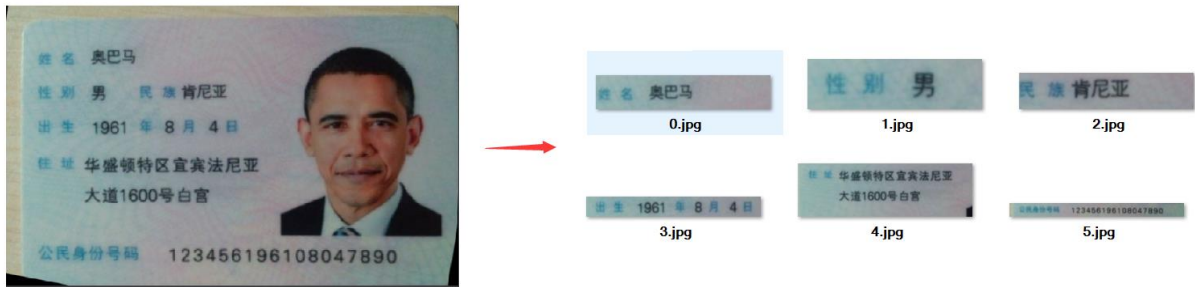 姓名 奥巴马
性别 男 民族 肯尼亚
出生 1961 年 8 月 4 日
住址 华盛顿特区宜宾法尼亚
大道1600号白宫
公民身份号码 123456196108047890
姓名 奥巴马
0.jpg
性别 男
1.jpg
民族 肯尼亚
2.jpg
出生 1961 年 8 月 4 日
3.jpg
住址 华盛顿特区宜宾法尼亚
大道1600号白宫
4.jpg
公民身份号码 123456196108047890
5.jpg